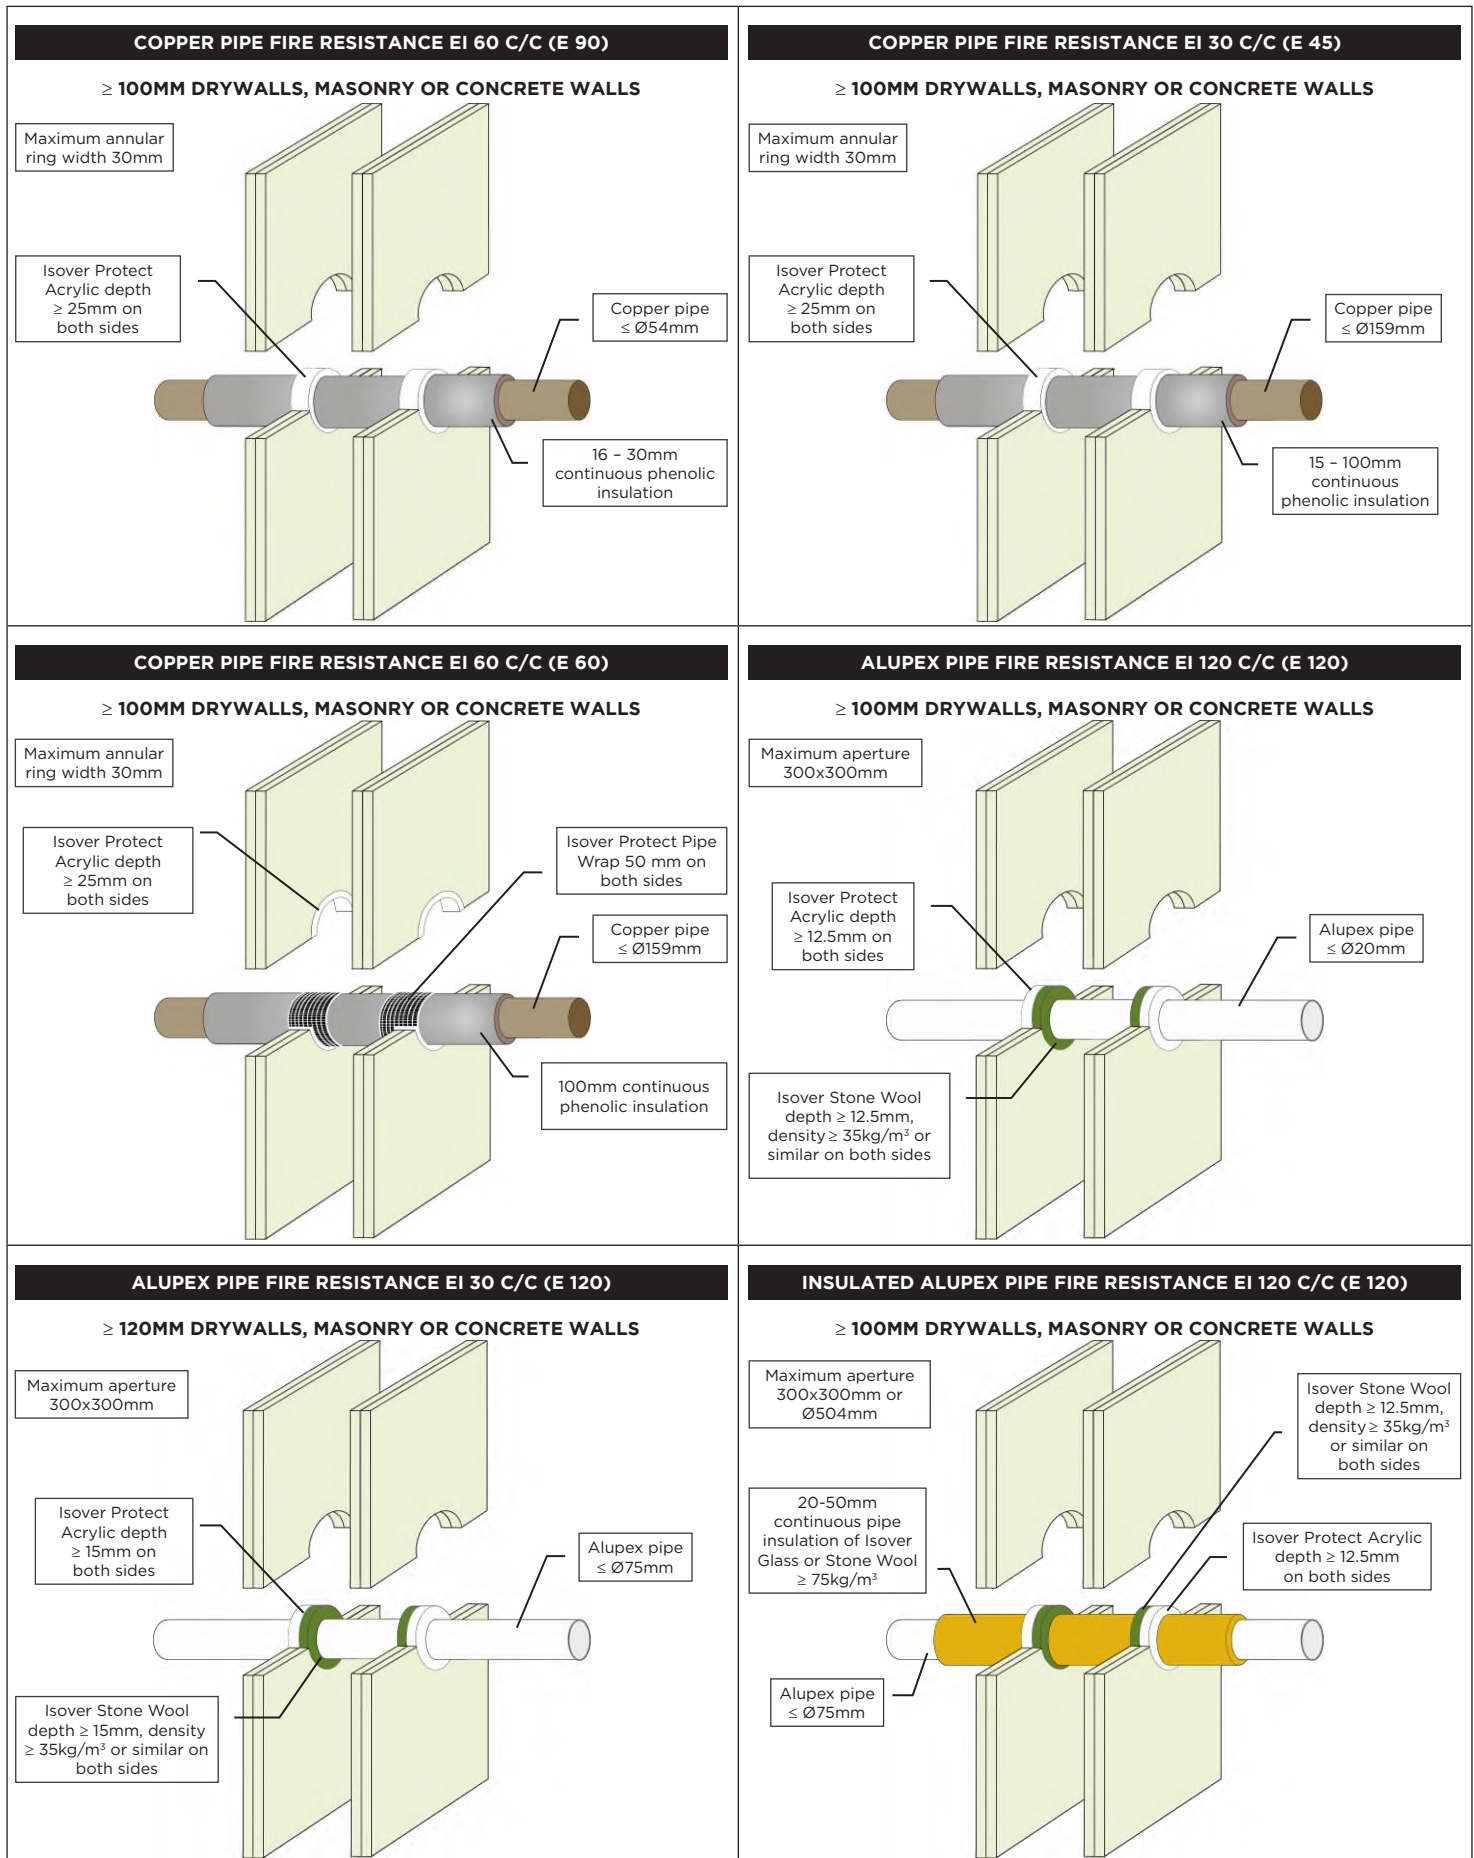 COPPER PIPE FIRE RESISTANCE EI 60 C/C (E 90)
≥ 100MM DRYWALLS, MASONRY OR CONCRETE WALLS
Maximum annular
ring width 30mm
Isover Protect
Acrylic depth
≥ 25mm on
both sides
Copper pipe
≤ Ø54mm
16 – 30mm
continuous phenolic
insulation
COPPER PIPE FIRE RESISTANCE EI 30 C/C (E 45)
≥ 100MM DRYWALLS, MASONRY OR CONCRETE WALLS
Maximum annular
ring width 30mm
Isover Protect
Acrylic depth
≥ 25mm on
both sides
Copper pipe
≤ Ø159mm
15 – 100mm
continuous
phenolic insulation
COPPER PIPE FIRE RESISTANCE EI 60 C/C (E 60)
≥ 100MM DRYWALLS, MASONRY OR CONCRETE WALLS
Maximum annular
ring width 30mm
Isover Protect
Acrylic depth
≥ 25mm on
both sides
Isover Protect Pipe
Wrap 50 mm on
both sides
Copper pipe
≤ Ø159mm
100mm continuous
phenolic insulation
ALUPEX PIPE FIRE RESISTANCE EI 120 C/C (E 120)
≥ 100MM DRYWALLS, MASONRY OR CONCRETE WALLS
Maximum aperture
300x300mm
Isover Protect
Acrylic depth
≥ 12.5mm on
both sides
Alupex pipe
≤ Ø20mm
Isover Stone Wool
depth ≥ 12.5mm,
density ≥ 35kg/m³ or
similar on both sides
ALUPEX PIPE FIRE RESISTANCE EI 30 C/C (E 120)
≥ 120MM DRYWALLS, MASONRY OR CONCRETE WALLS
Maximum aperture
300x300mm
Isover Protect
Acrylic depth
≥ 15mm on
both sides
Alupex pipe
≤ Ø75mm
Isover Stone Wool
depth ≥ 15mm, density
≥ 35kg/m³ or similar on
both sides
INSULATED ALUPEX PIPE FIRE RESISTANCE EI 120 C/C (E 120)
≥ 100MM DRYWALLS, MASONRY OR CONCRETE WALLS
Maximum aperture
300x300mm or
Ø504mm
Isover Stone Wool
depth ≥ 12.5mm,
density ≥ 35kg/m³
or similar on
both sides
20-50mm
continuous pipe
insulation of Isover
Glass or Stone Wool
≥ 75kg/m³
Isover Protect Acrylic
depth ≥ 12.5mm
on both sides
Alupex pipe
≤ Ø75mm